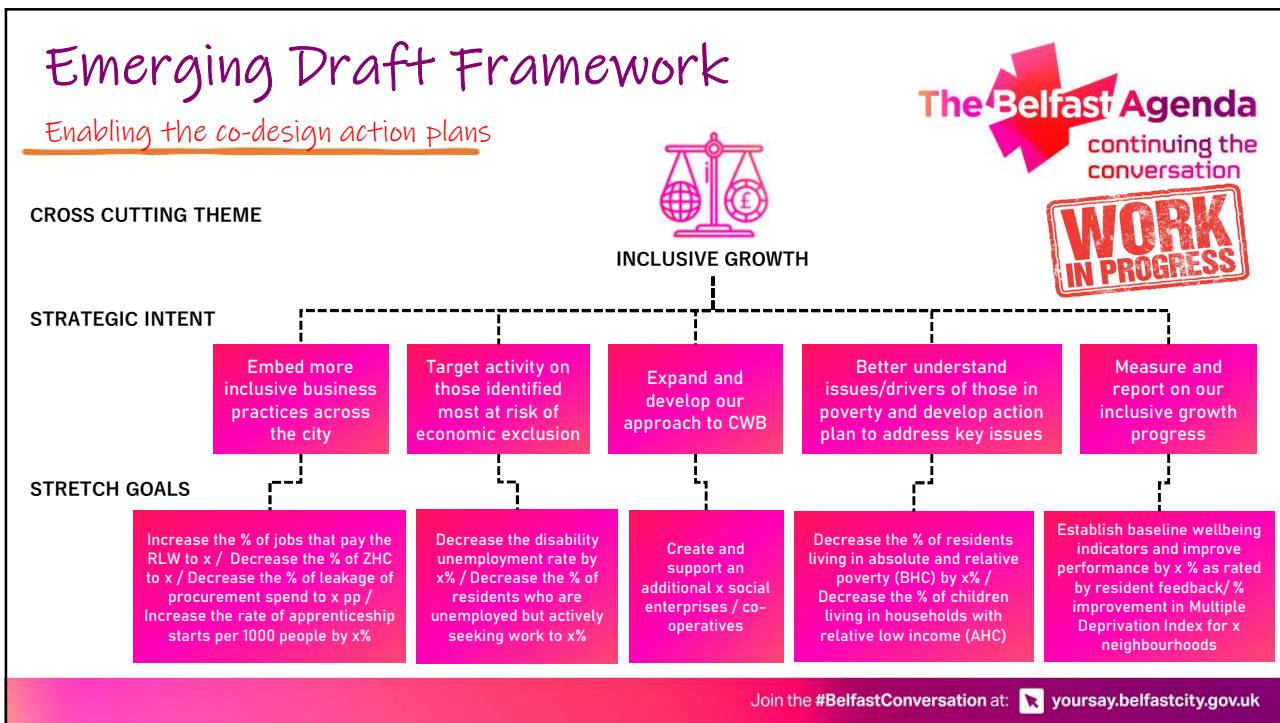 Emerging Draft Framework
Enabling the co-design action plans
The Belfast Agenda
continuing the
conversation
WORK
IN PROGRESS
CROSS CUTTING THEME
£
INCLUSIVE GROWTH
STRATEGIC INTENT
Embed more
inclusive business
practices across
the city
Target activity on
those identified
most at risk of
economic exclusion
Expand and
develop our
approach to CWB
Better understand
issues/drivers of those in
poverty and develop action
plan to address key issues
Measure and
report on our
inclusive growth
progress
STRETCH GOALS
Increase the % of jobs that pay the
RLW to x / Decrease the % of ZHC
to x / Decrease the % of leakage of
procurement spend to x pp /
Increase the rate of apprenticeship
starts per 1000 people by x%
Decrease the disability
unemployment rate by
x% / Decrease the % of
residents who are
unemployed but actively
seeking work to x%
Create and
support an
additional x social
enterprises / co-
operatives
Decrease the % of residents
living in absolute and relative
poverty (BHC) by x% /
Decrease the % of children
living in households with
relative low income (AHC)
Establish baseline wellbeing
indicators and improve
performance by x % as rated
by resident feedback/ %
improvement in Multiple
Deprivation Index for x
neighbourhoods
Join the #BelfastConversation at: yoursay.belfastcity.gov.uk